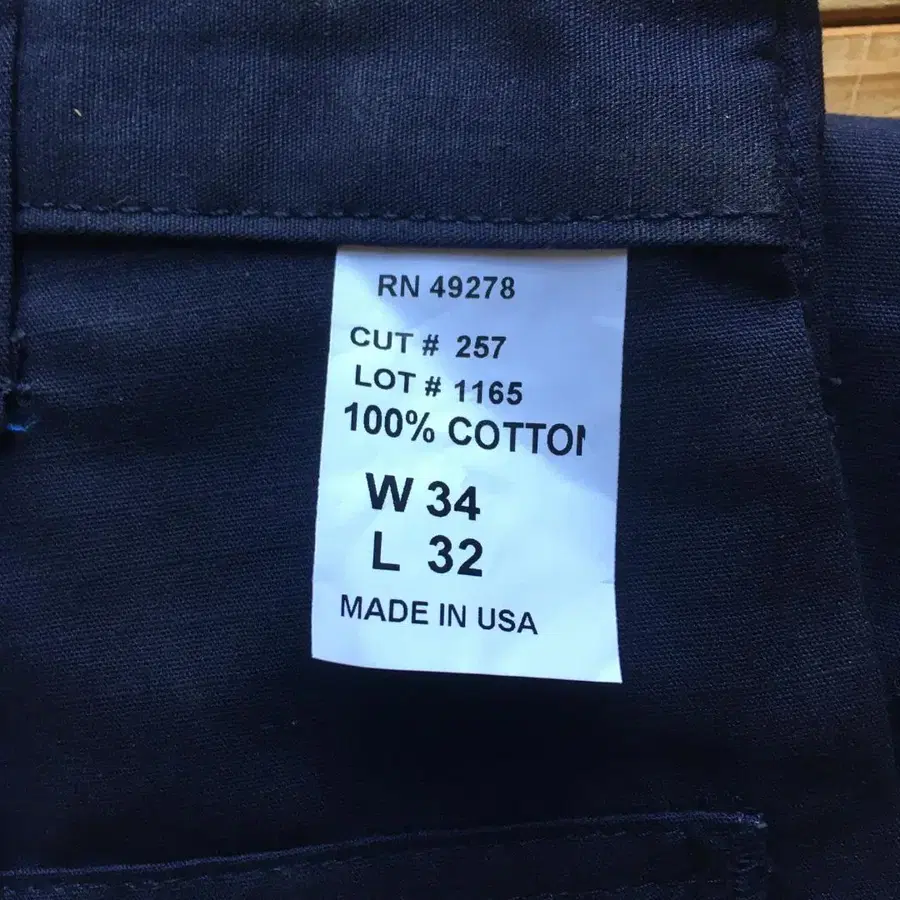 RN 49278
CUT # 257
LOT # 1165
100% COTTON
W 34
L 32
MADE IN USA